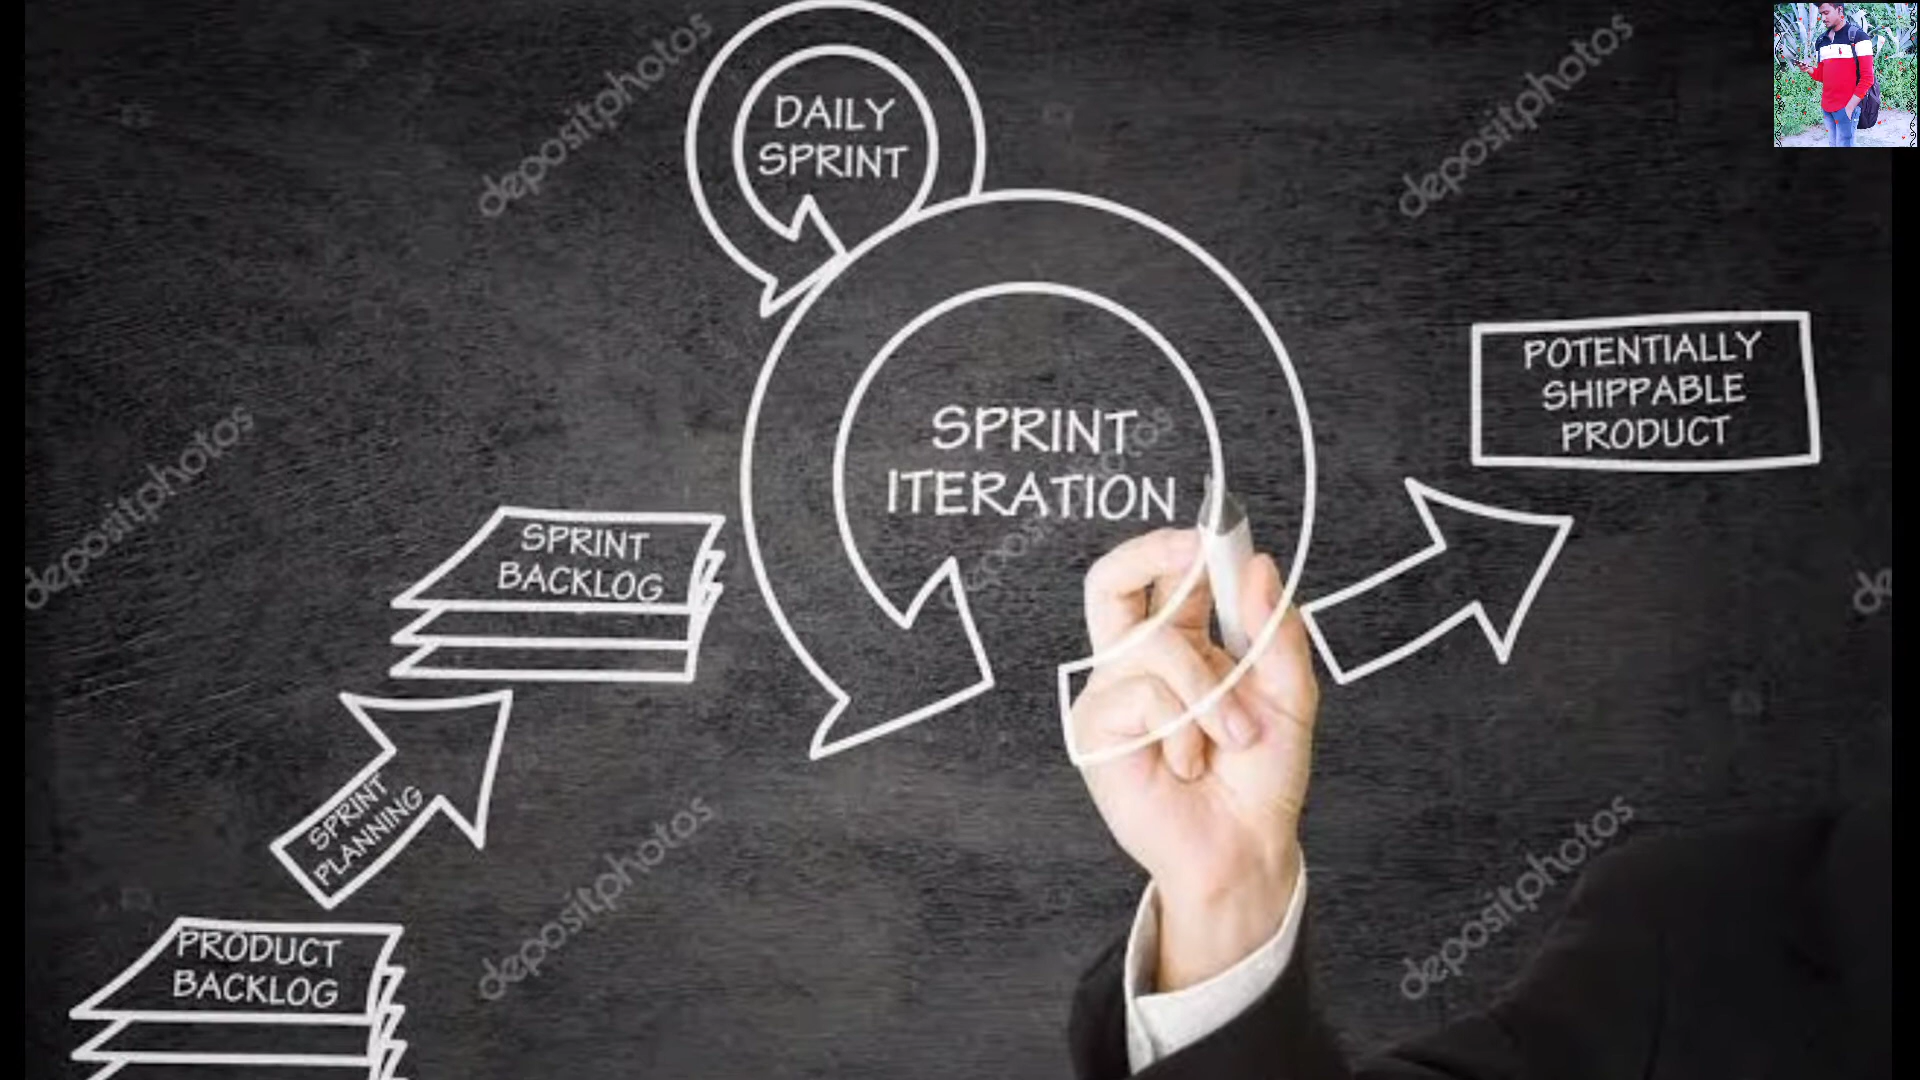 DAILY
SPRINT
SPRINT
ITERATION
POTENTIALLY
SHIPPABLE
PRODUCT
SPRINT
BACKLOG
SPRINT
PLANNING
PRODUCT
BACKLOG
depositphotos
depositphotos
depositphotos
depositphotos
depositphotos
depositphotos